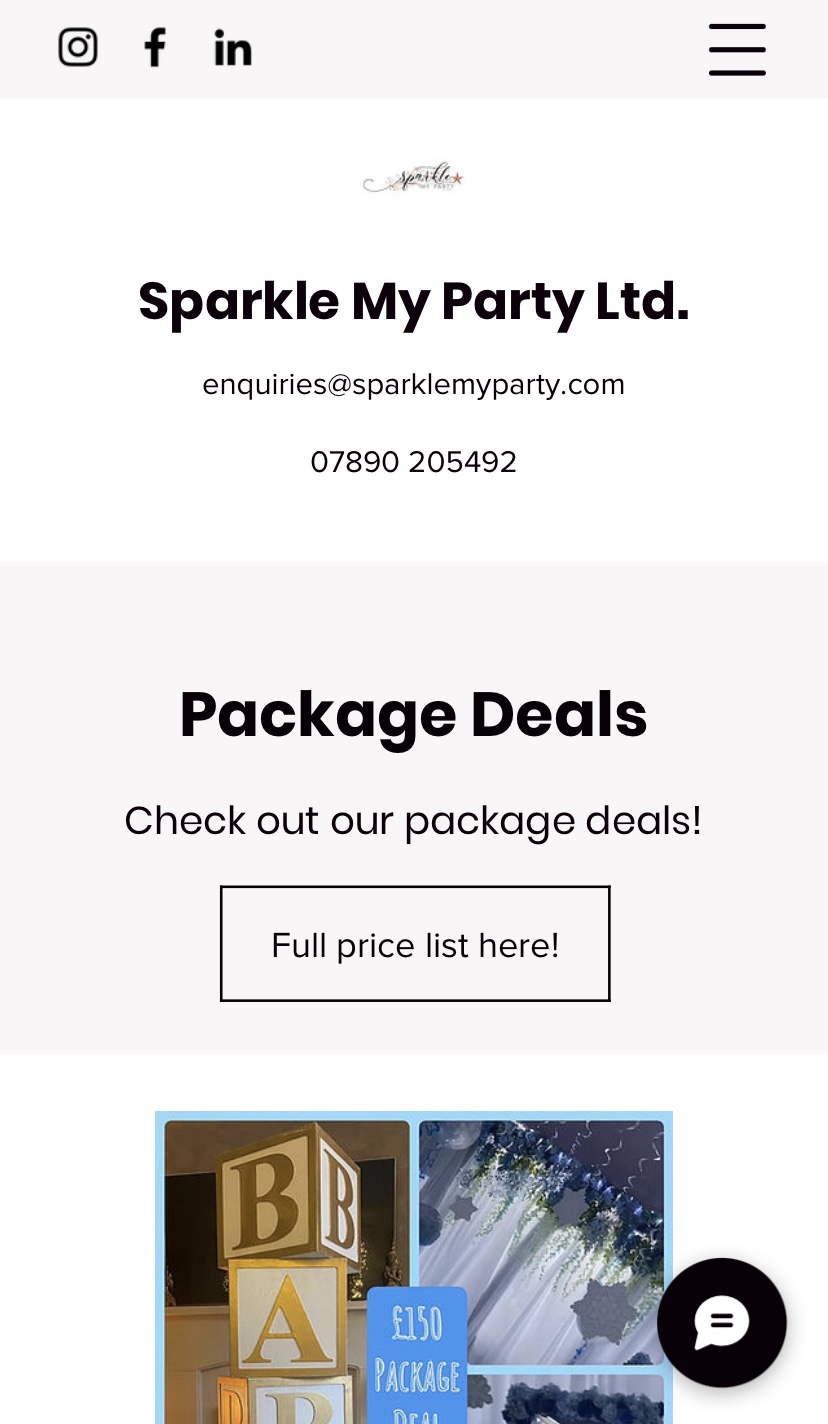 sparkle
MY PARTY
Sparkle My Party Ltd.
enquiries@sparklemyparty.com
07890 205492
Package Deals
Check out our package deals!
Full price list here!
B B
A
£150
PACKAGE
DEAL
B